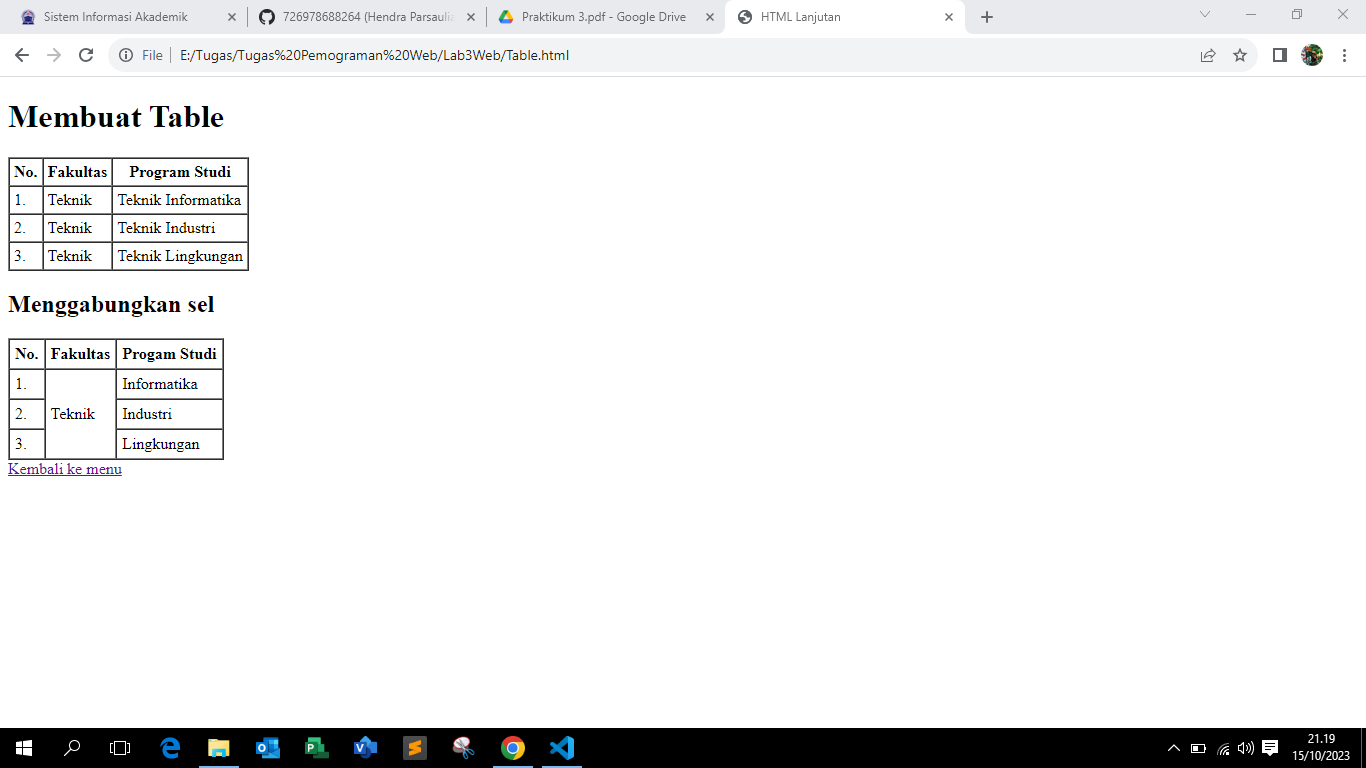 Sistem Informasi Akademik
726978688264 (Hendra Parsaulia
Praktikum 3.pdf - Google Drive
HTML Lanjutan
File
E:/Tugas/Tugas%20Pemograman%20Web/Lab3Web/Table.html
Membuat Table
No. Fakultas Program Studi
1. Teknik Teknik Informatika
2. Teknik Teknik Industri
3. Teknik Teknik Lingkungan
Menggabungkan sel
No. Fakultas Progam Studi
1. Informatika
2. Teknik Industri
3. Lingkungan
Kembali ke menu
21.19
15/10/2023